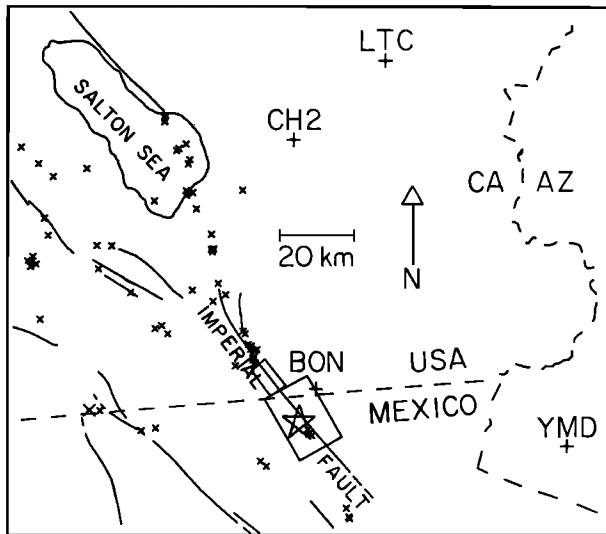 LTC
SALTON SEA
CH2
CA AZ
20 km
N
IMPERIAL
BON
USA
MEXICO
YMD
FAULT